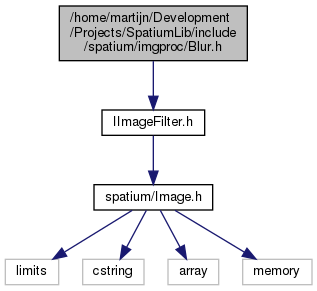 /home/martijn/Development
/Projects/SpatiumLib/include
/spatium/imgproc/Blur.h
IImageFilter.h
spatium/Image.h
limits
cstring
array
memory